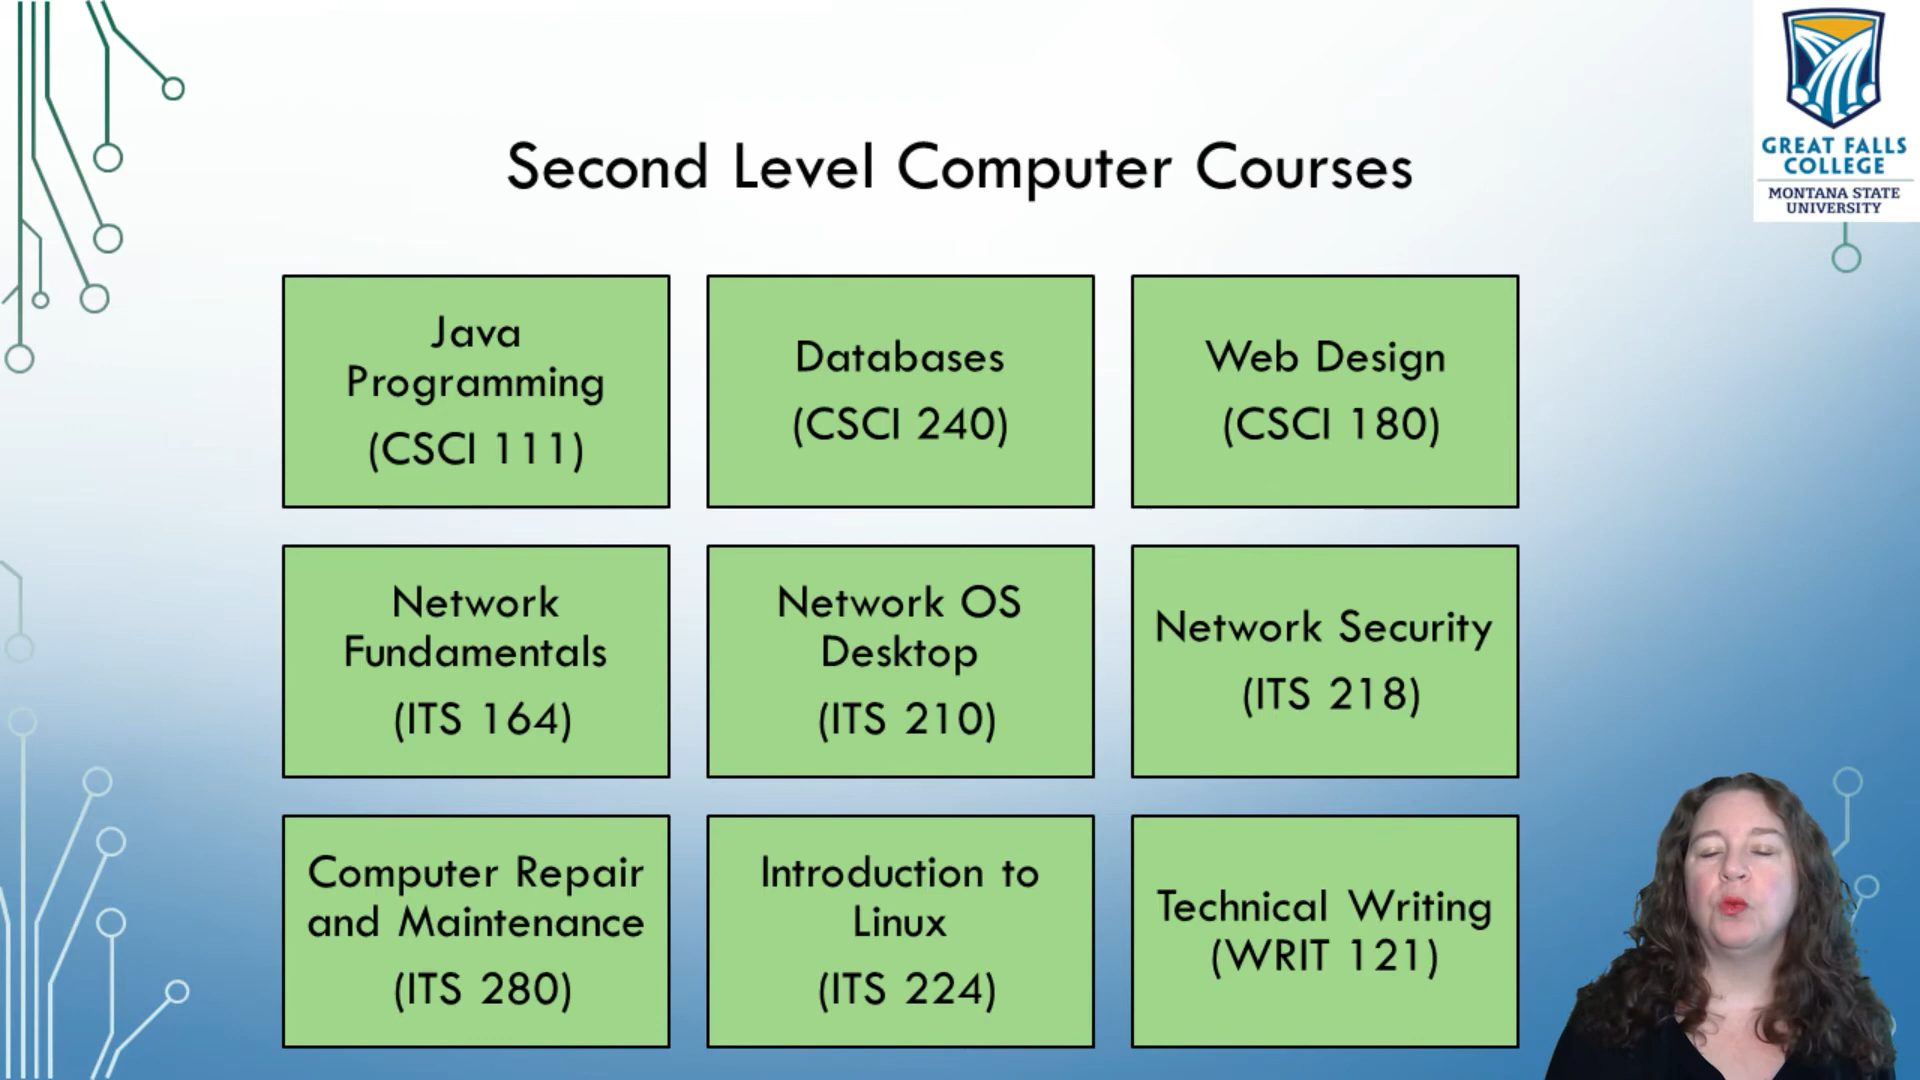 GREAT FALLS
COLLEGE
MONTANA STATE
UNIVERSITY
Second Level Computer Courses
Java
Programming
(CSCI 111)
Databases
(CSCI 240)
Web Design
(CSCI 180)
Network
Fundamentals
(ITS 164)
Network OS
Desktop
(ITS 210)
Network Security
(ITS 218)
Computer Repair
and Maintenance
(ITS 280)
Introduction to
Linux
(ITS 224)
Technical Writing
(WRIT 121)